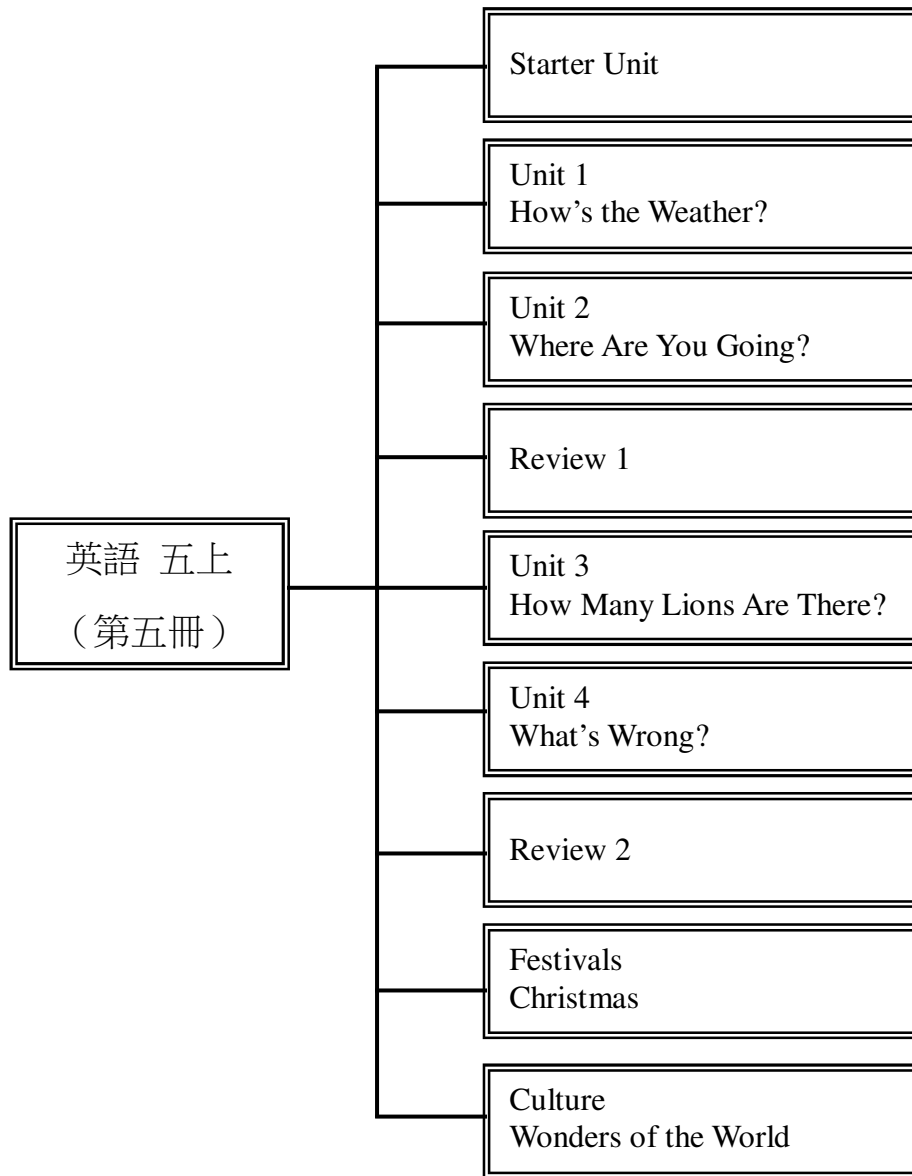 Starter Unit
Unit 1
How’s the Weather?
Unit 2
Where Are You Going?
Review 1
英語 五上
（第五冊）
Unit 3
How Many Lions Are There?
Unit 4
What’s Wrong?
Review 2
Festivals
Christmas
Culture
Wonders of the World